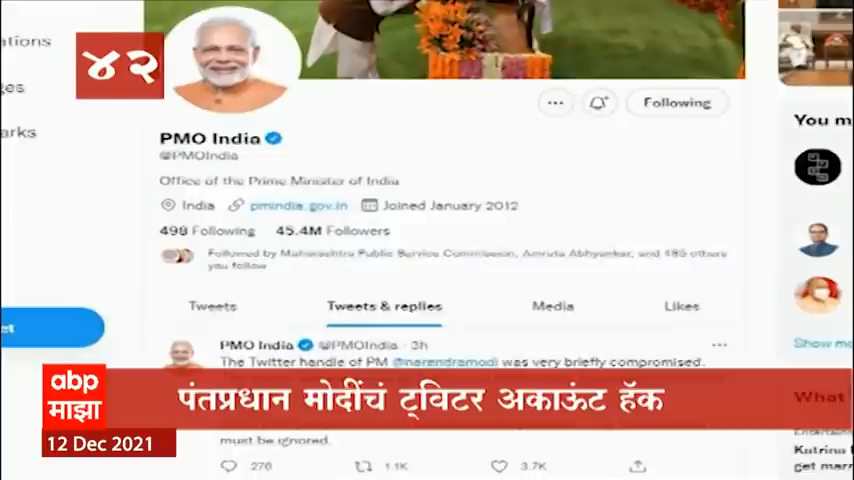 ations
४२
Following
You m
arks
PMO India
@PMOIndia
Office of the Prime Minister of India
India pmindia.gov.in Joined January 2012
498 Following 45.4M Followers
Followed by Maharashtra Public Service Commission, Amruta Abhyankar, and 485 others
you follow
Tweets Tweets & replies Media Likes
Show mo
PMO India @PMOIndia · 3h
The Twitter handle of PM @narendramodi was very briefly compromised.
abp
माझा
पंतप्रधान मोदींचं ट्विटर अकाऊंट हॅक
What
12 Dec 2021
must be ignored.
276 1.1K 3.7K
Entertainment
Katrina
get marr